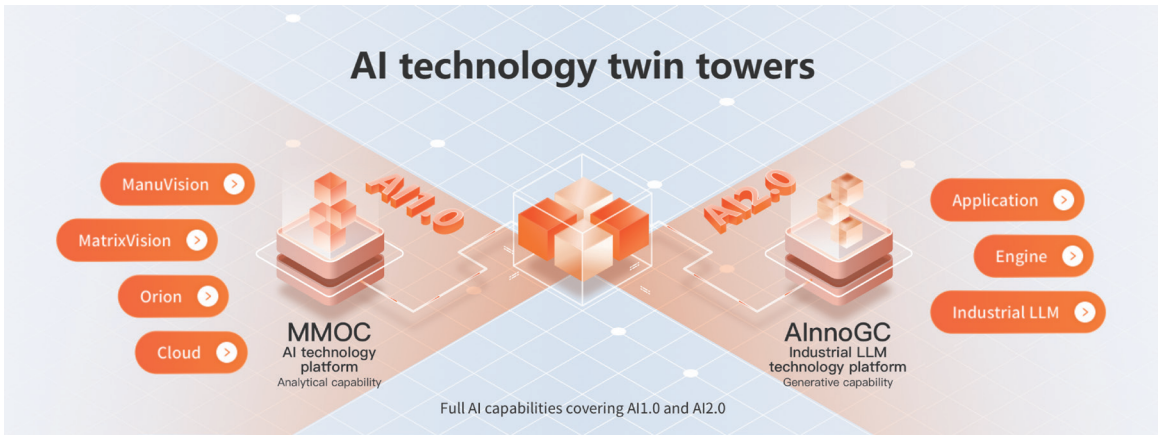 AI technology twin towers
ManuVision
MatrixVision
Orion
Cloud
AI1.0
MMOC
AI technology
platform
Analytical capability
AI2.0
AInnoGC
Industrial LLM
technology platform
Generative capability
Application
Engine
Industrial LLM
Full AI capabilities covering AI1.0 and AI2.0